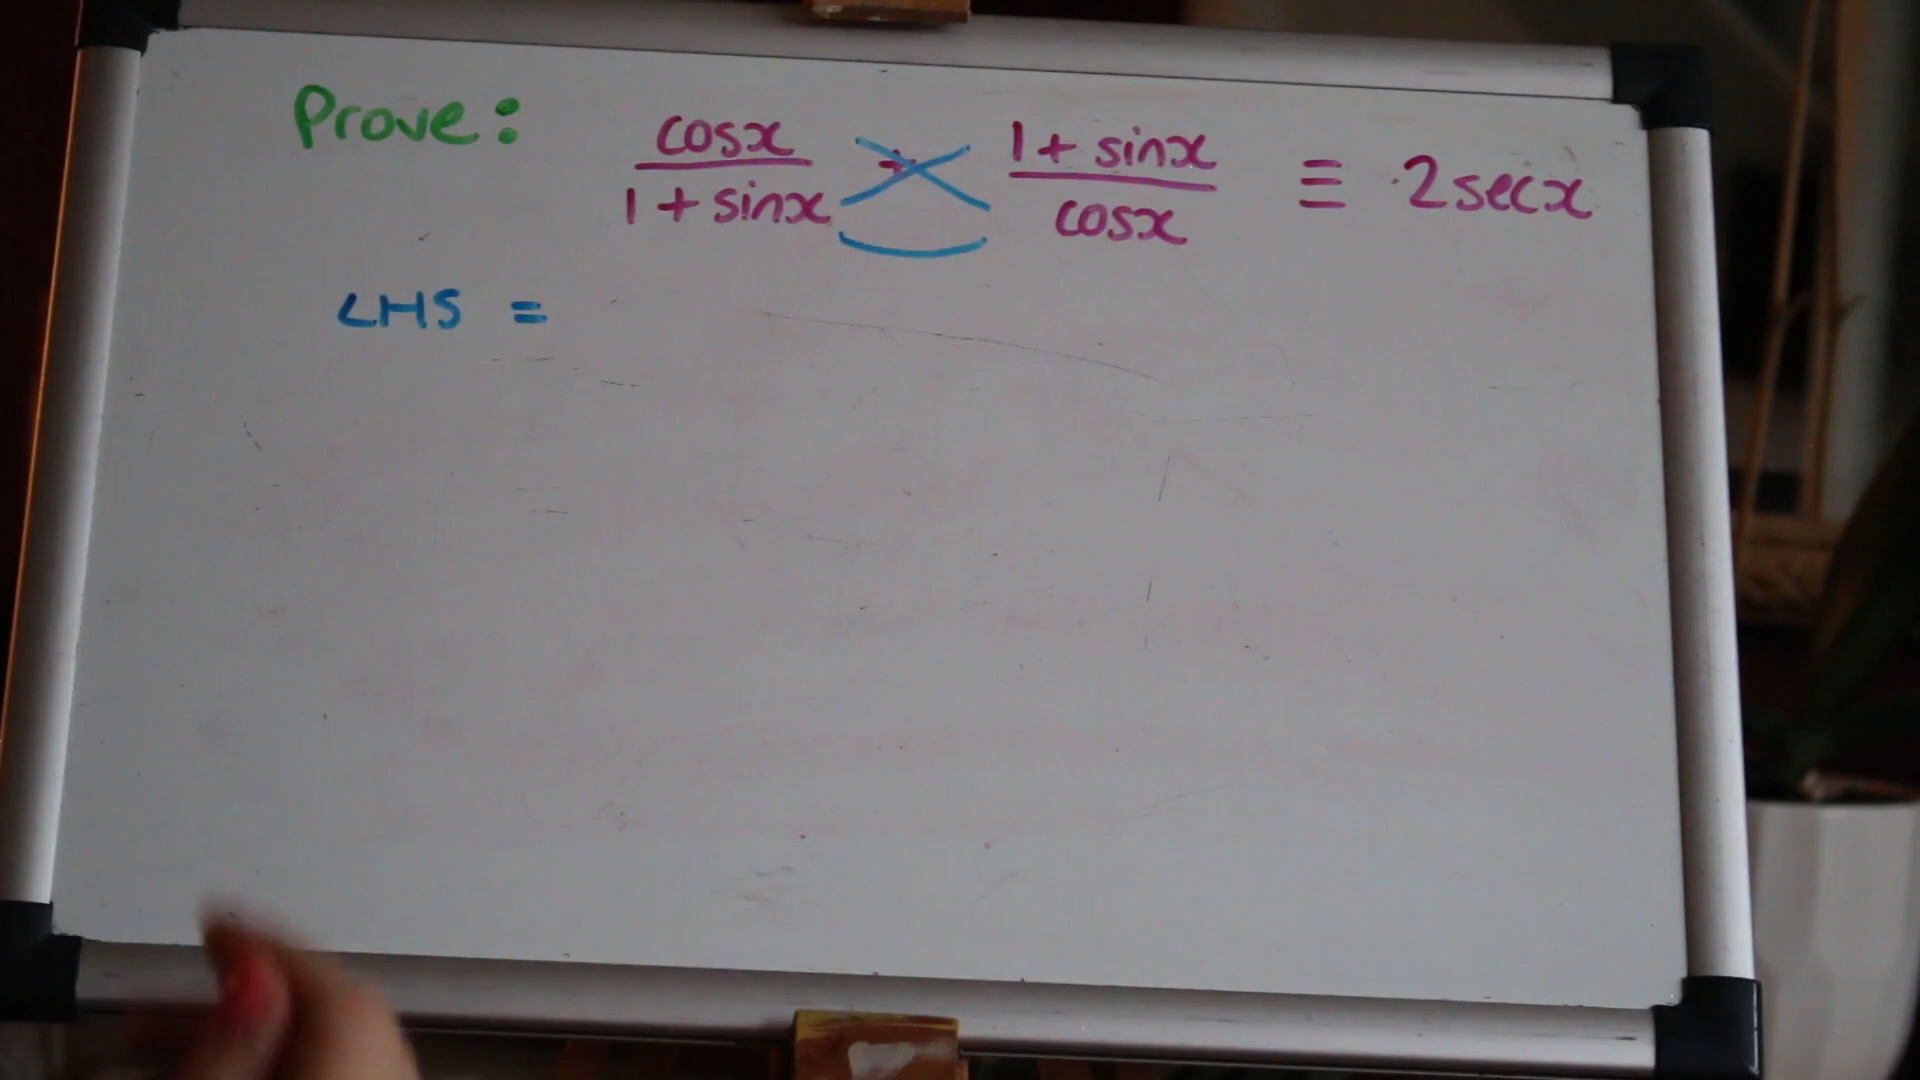 Prove: cosx/1+sinx + 1+sinx/cosx ≡ 2secx
LHS =